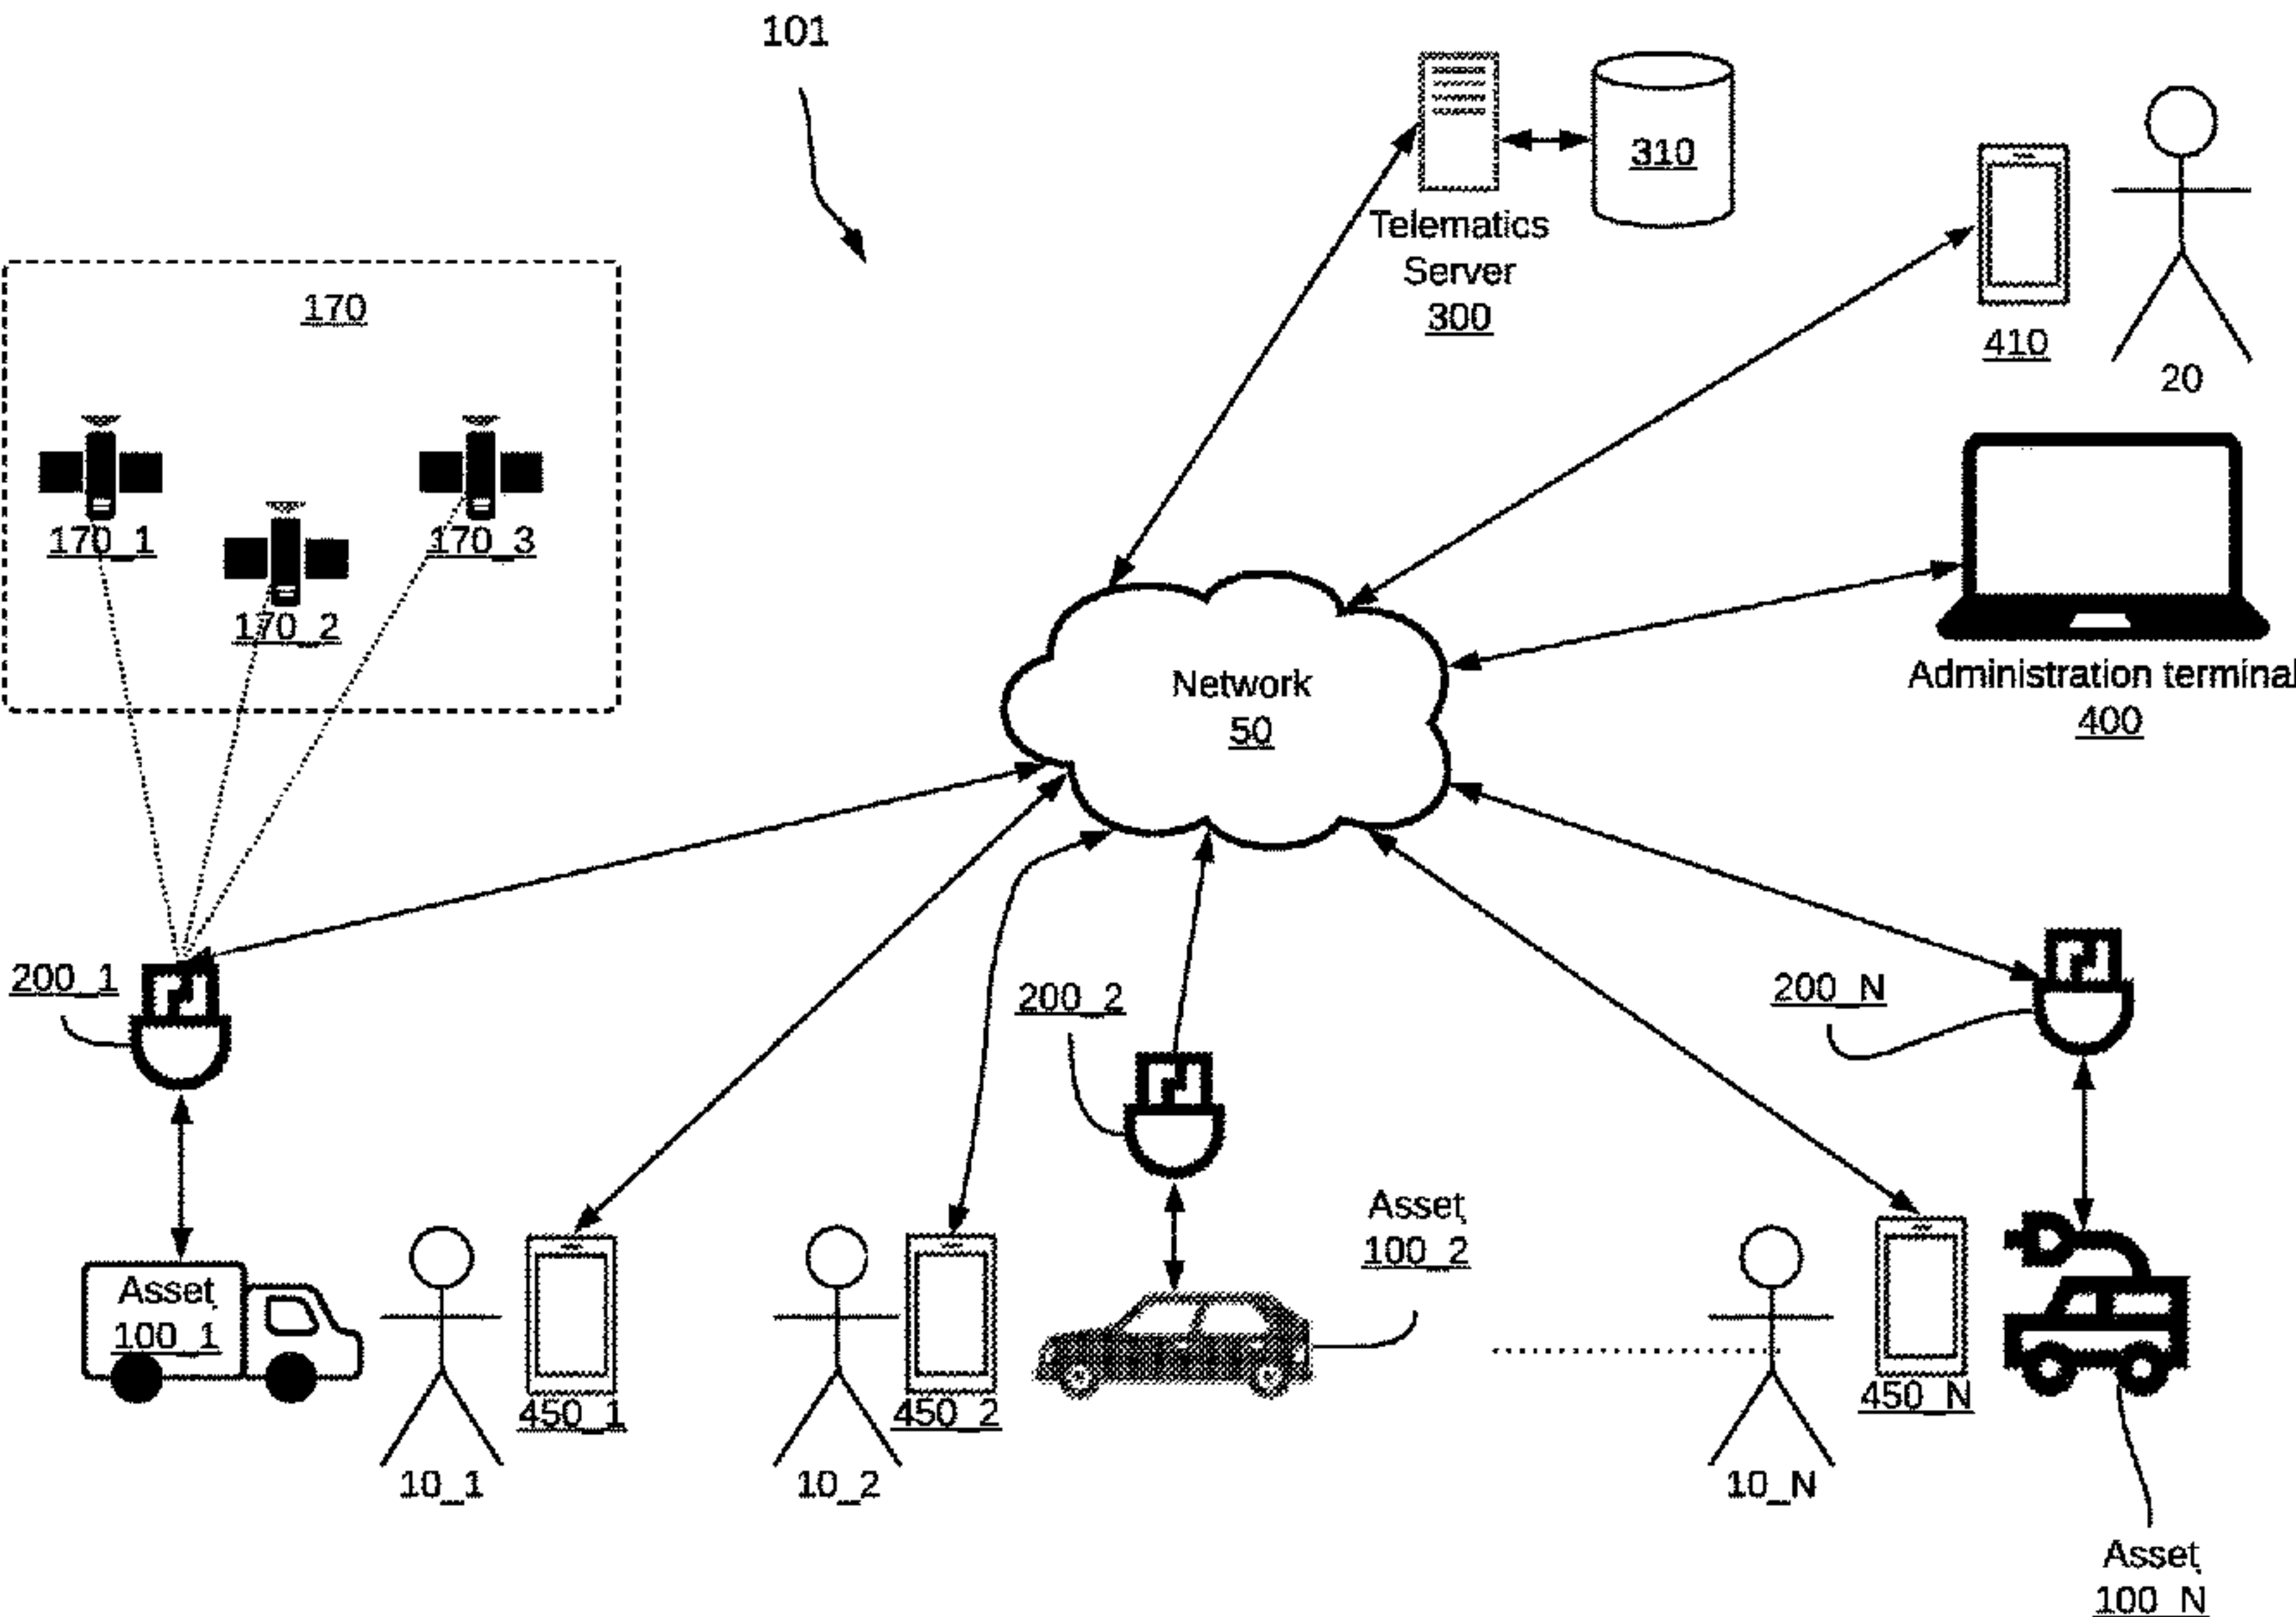 101
310
Telematics
Server
300
410
20
170
170_1
170_2
170_3
Network
50
Administration terminal
400
200_1
200_2
200_N
Asset
100_1
Asset
100_2
450_1
450_2
450_N
10_1
10_2
10_N
Asset
100_N